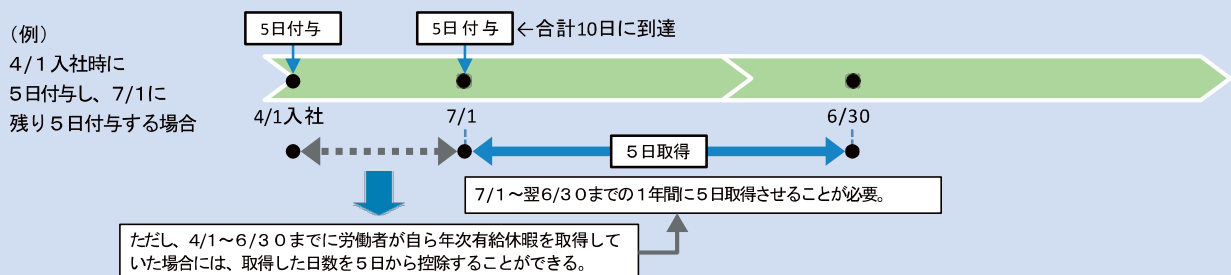 (例)
4/1入社時に
5日付与し、7/1に
残り5日付与する場合
5日付与
5日付与
←合計10日に到達
4/1入社
7/1
6/30
5日取得
7/1~翌6/30までの1年間に5日取得させることが必要。
ただし、4/1~6/30までに労働者が自ら年次有給休暇を取得して
いた場合には、取得した日数を5日から控除することができる。